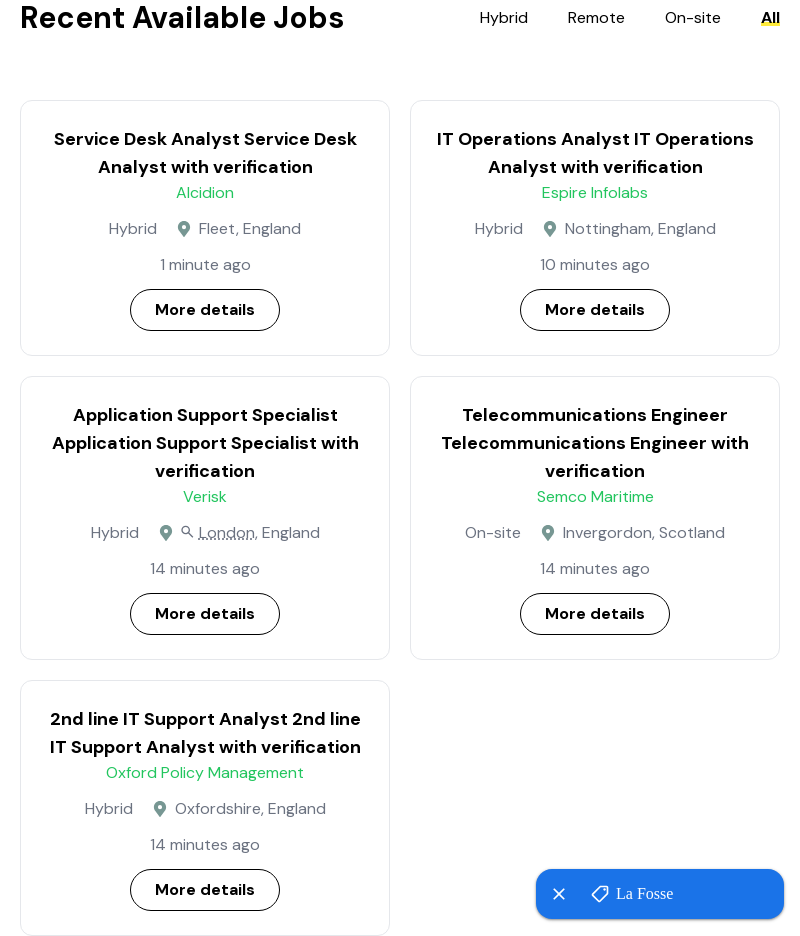 Recent Available Jobs
Hybrid Remote On-site All
Service Desk Analyst Service Desk
Analyst with verification
Alcidion
Hybrid Fleet, England
1 minute ago
More details
IT Operations Analyst IT Operations
Analyst with verification
Espire Infolabs
Hybrid Nottingham, England
10 minutes ago
More details
Application Support Specialist
Application Support Specialist with
verification
Verisk
Hybrid London, England
14 minutes ago
More details
Telecommunications Engineer
Telecommunications Engineer with
verification
Semco Maritime
On-site Invergordon, Scotland
14 minutes ago
More details
2nd line IT Support Analyst 2nd line
IT Support Analyst with verification
Oxford Policy Management
Hybrid Oxfordshire, England
14 minutes ago
More details
La Fosse